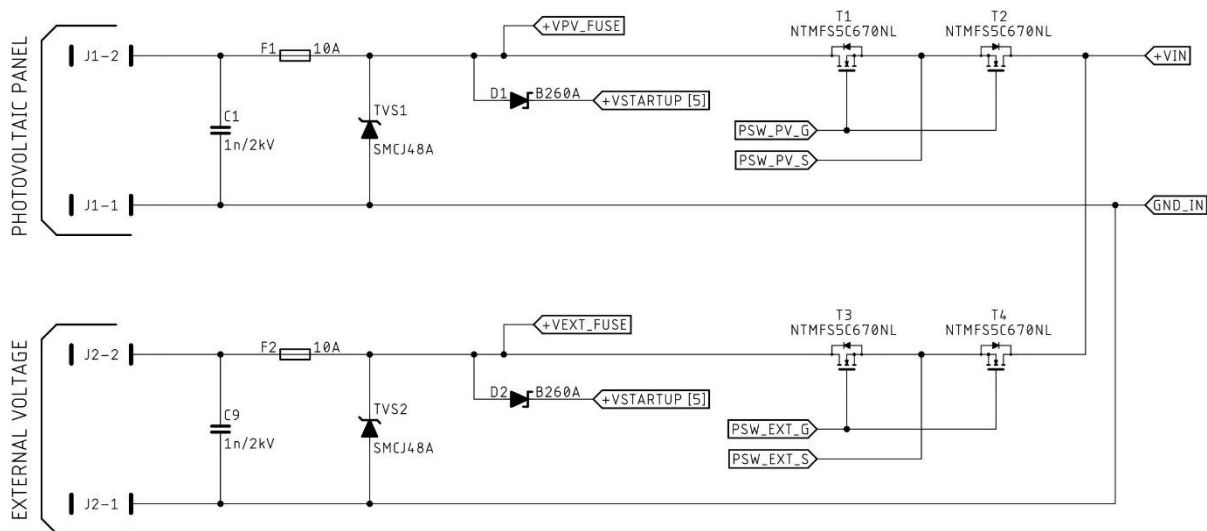 PHOTOVOLTAIC PANEL
J1-2
J1-1
C1
1n/2kV
F1 10A
TVS1
SMCJ48A
+VPV_FUSE
D1 B260A
+VSTARTUP [5]
T1
NTMFS5C670NL
T2
NTMFS5C670NL
PSW_PV_G
PSW_PV_S
+VIN
GND_IN
EXTERNAL VOLTAGE
J2-2
J2-1
C9
1n/2kV
F2 10A
TVS2
SMCJ48A
+VEXT_FUSE
D2 B260A
+VSTARTUP [5]
T3
NTMFS5C670NL
T4
NTMFS5C670NL
PSW_EXT_G
PSW_EXT_S